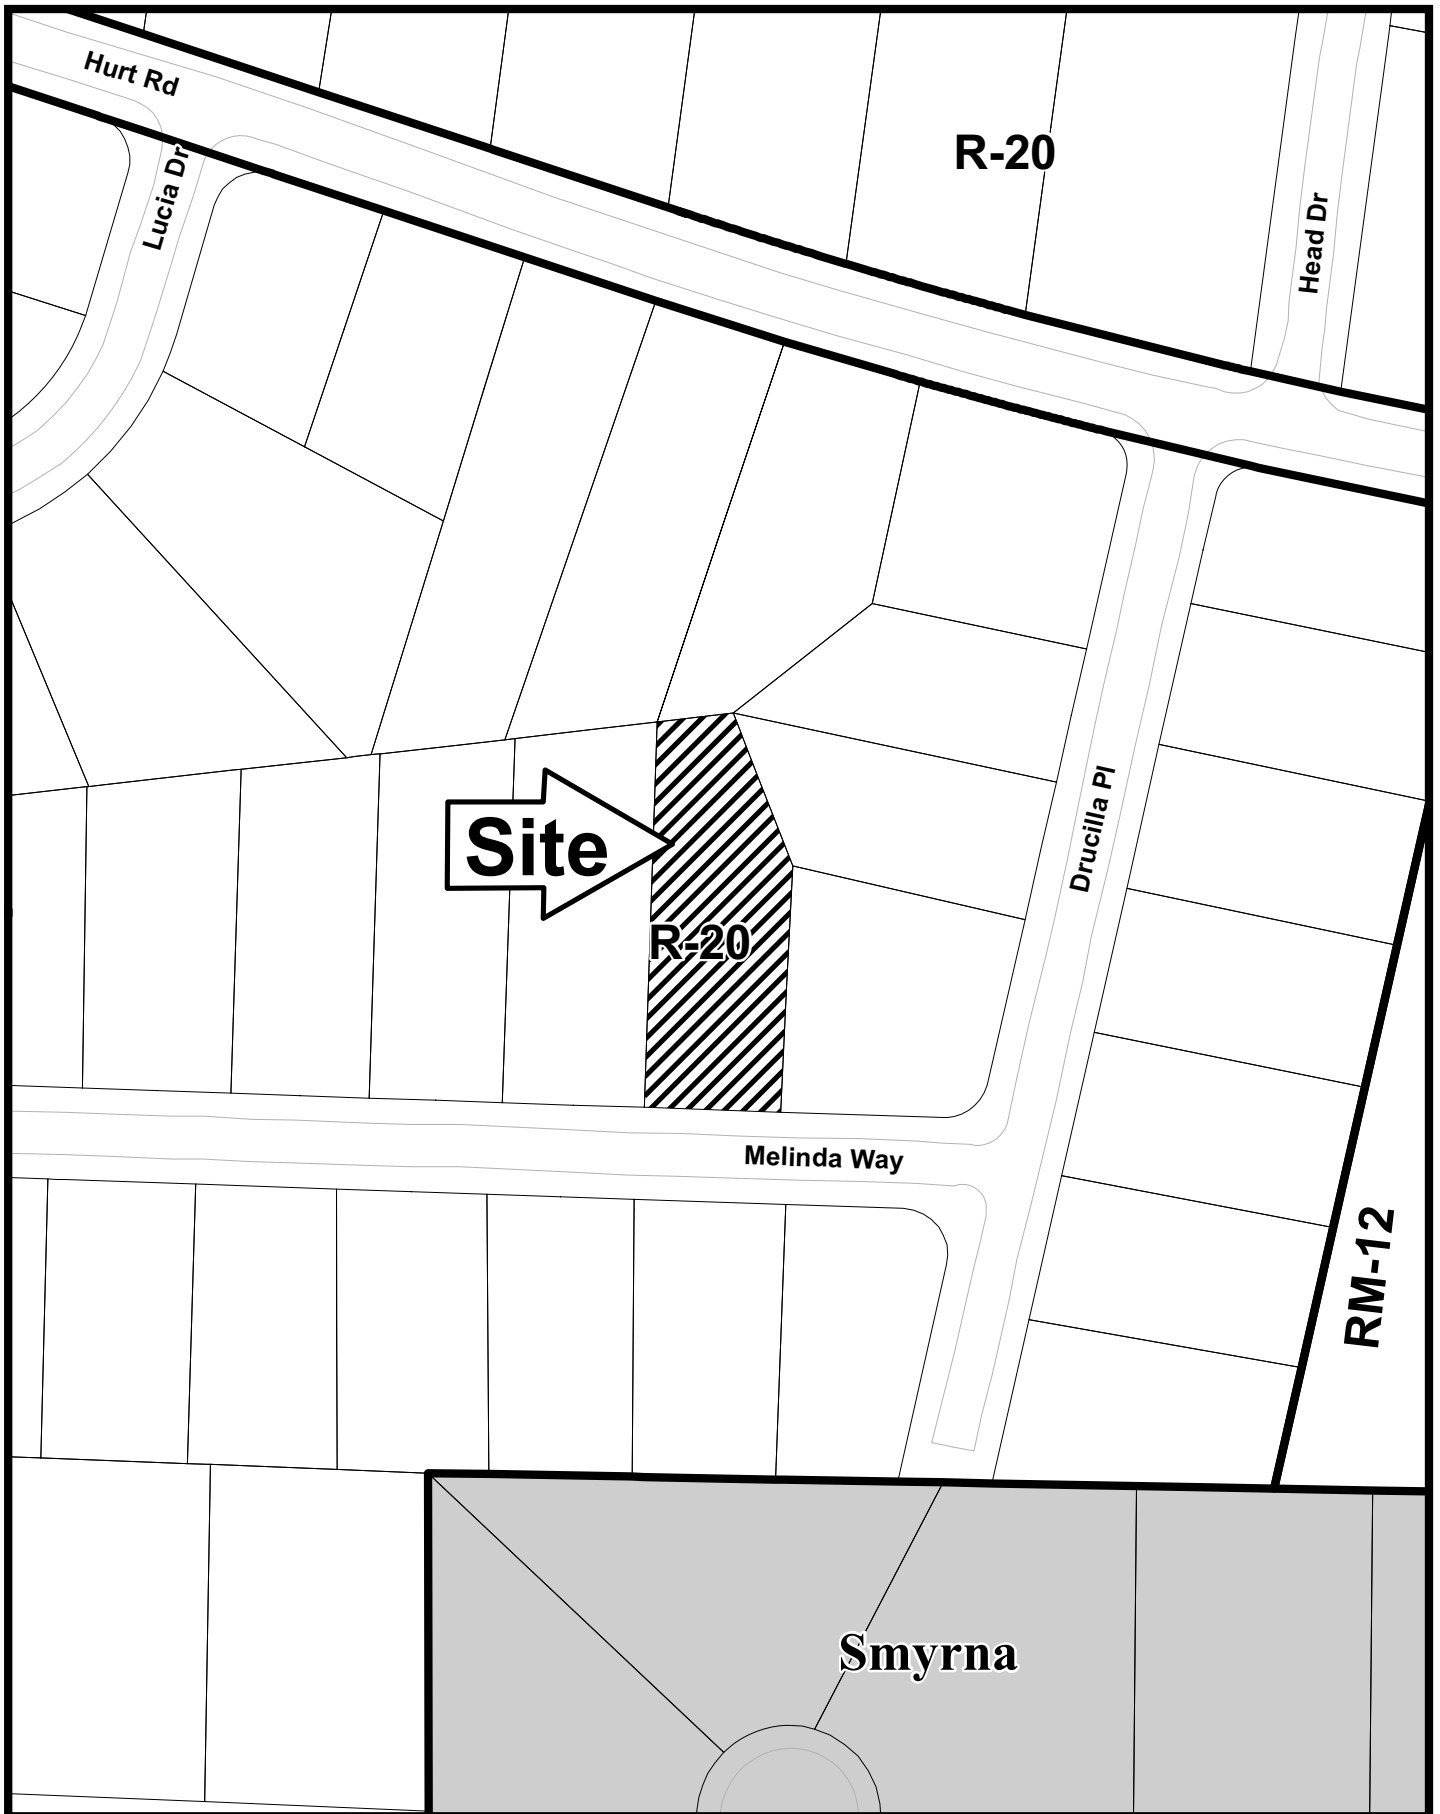 Hurt Rd
R-20
Lucia Dr
Head Dr
Drucilla Pl
Site
R-20
Melinda Way
RM-12
Smyrna